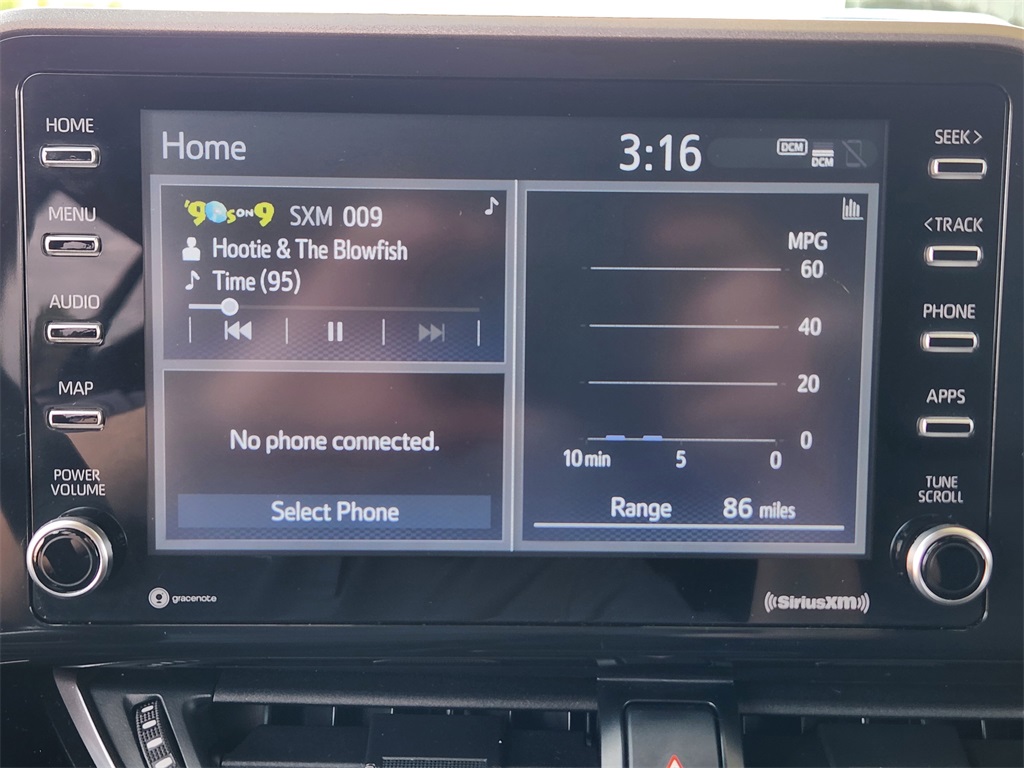 HOME
MENU
AUDIO
MAP
POWER
VOLUME
Home
3:16
DCM
DCM
'90s ON 9 SXM 009
Hootie & The Blowfish
Time (95)
No phone connected.
Select Phone
MPG
60
40
20
0
10 min 5 0
Range 86 miles
SEEK>
<TRACK
PHONE
APPS
TUNE
SCROLL
gracenote
((SiriusXM))